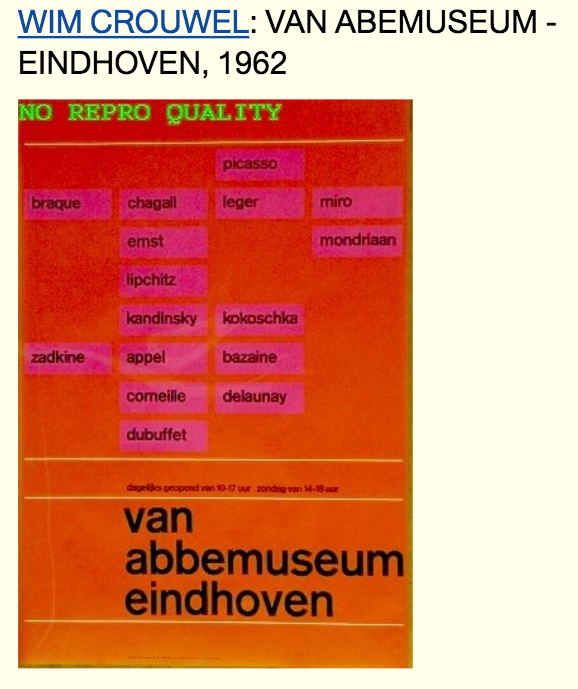 WIM CROUWEL: VAN ABEMUSEUM -
EINDHOVEN, 1962
NO REPRO QUALITY
picasso
braque chagall leger miro
ernst mondriaan
lipchitz
kandinsky kokoschka
zadkine appel bazaine
corneille delaunay
dubuffet
dagelijks geopend van 10-17 uur zondag van 14-18 uur
van
abbemuseum
eindhoven